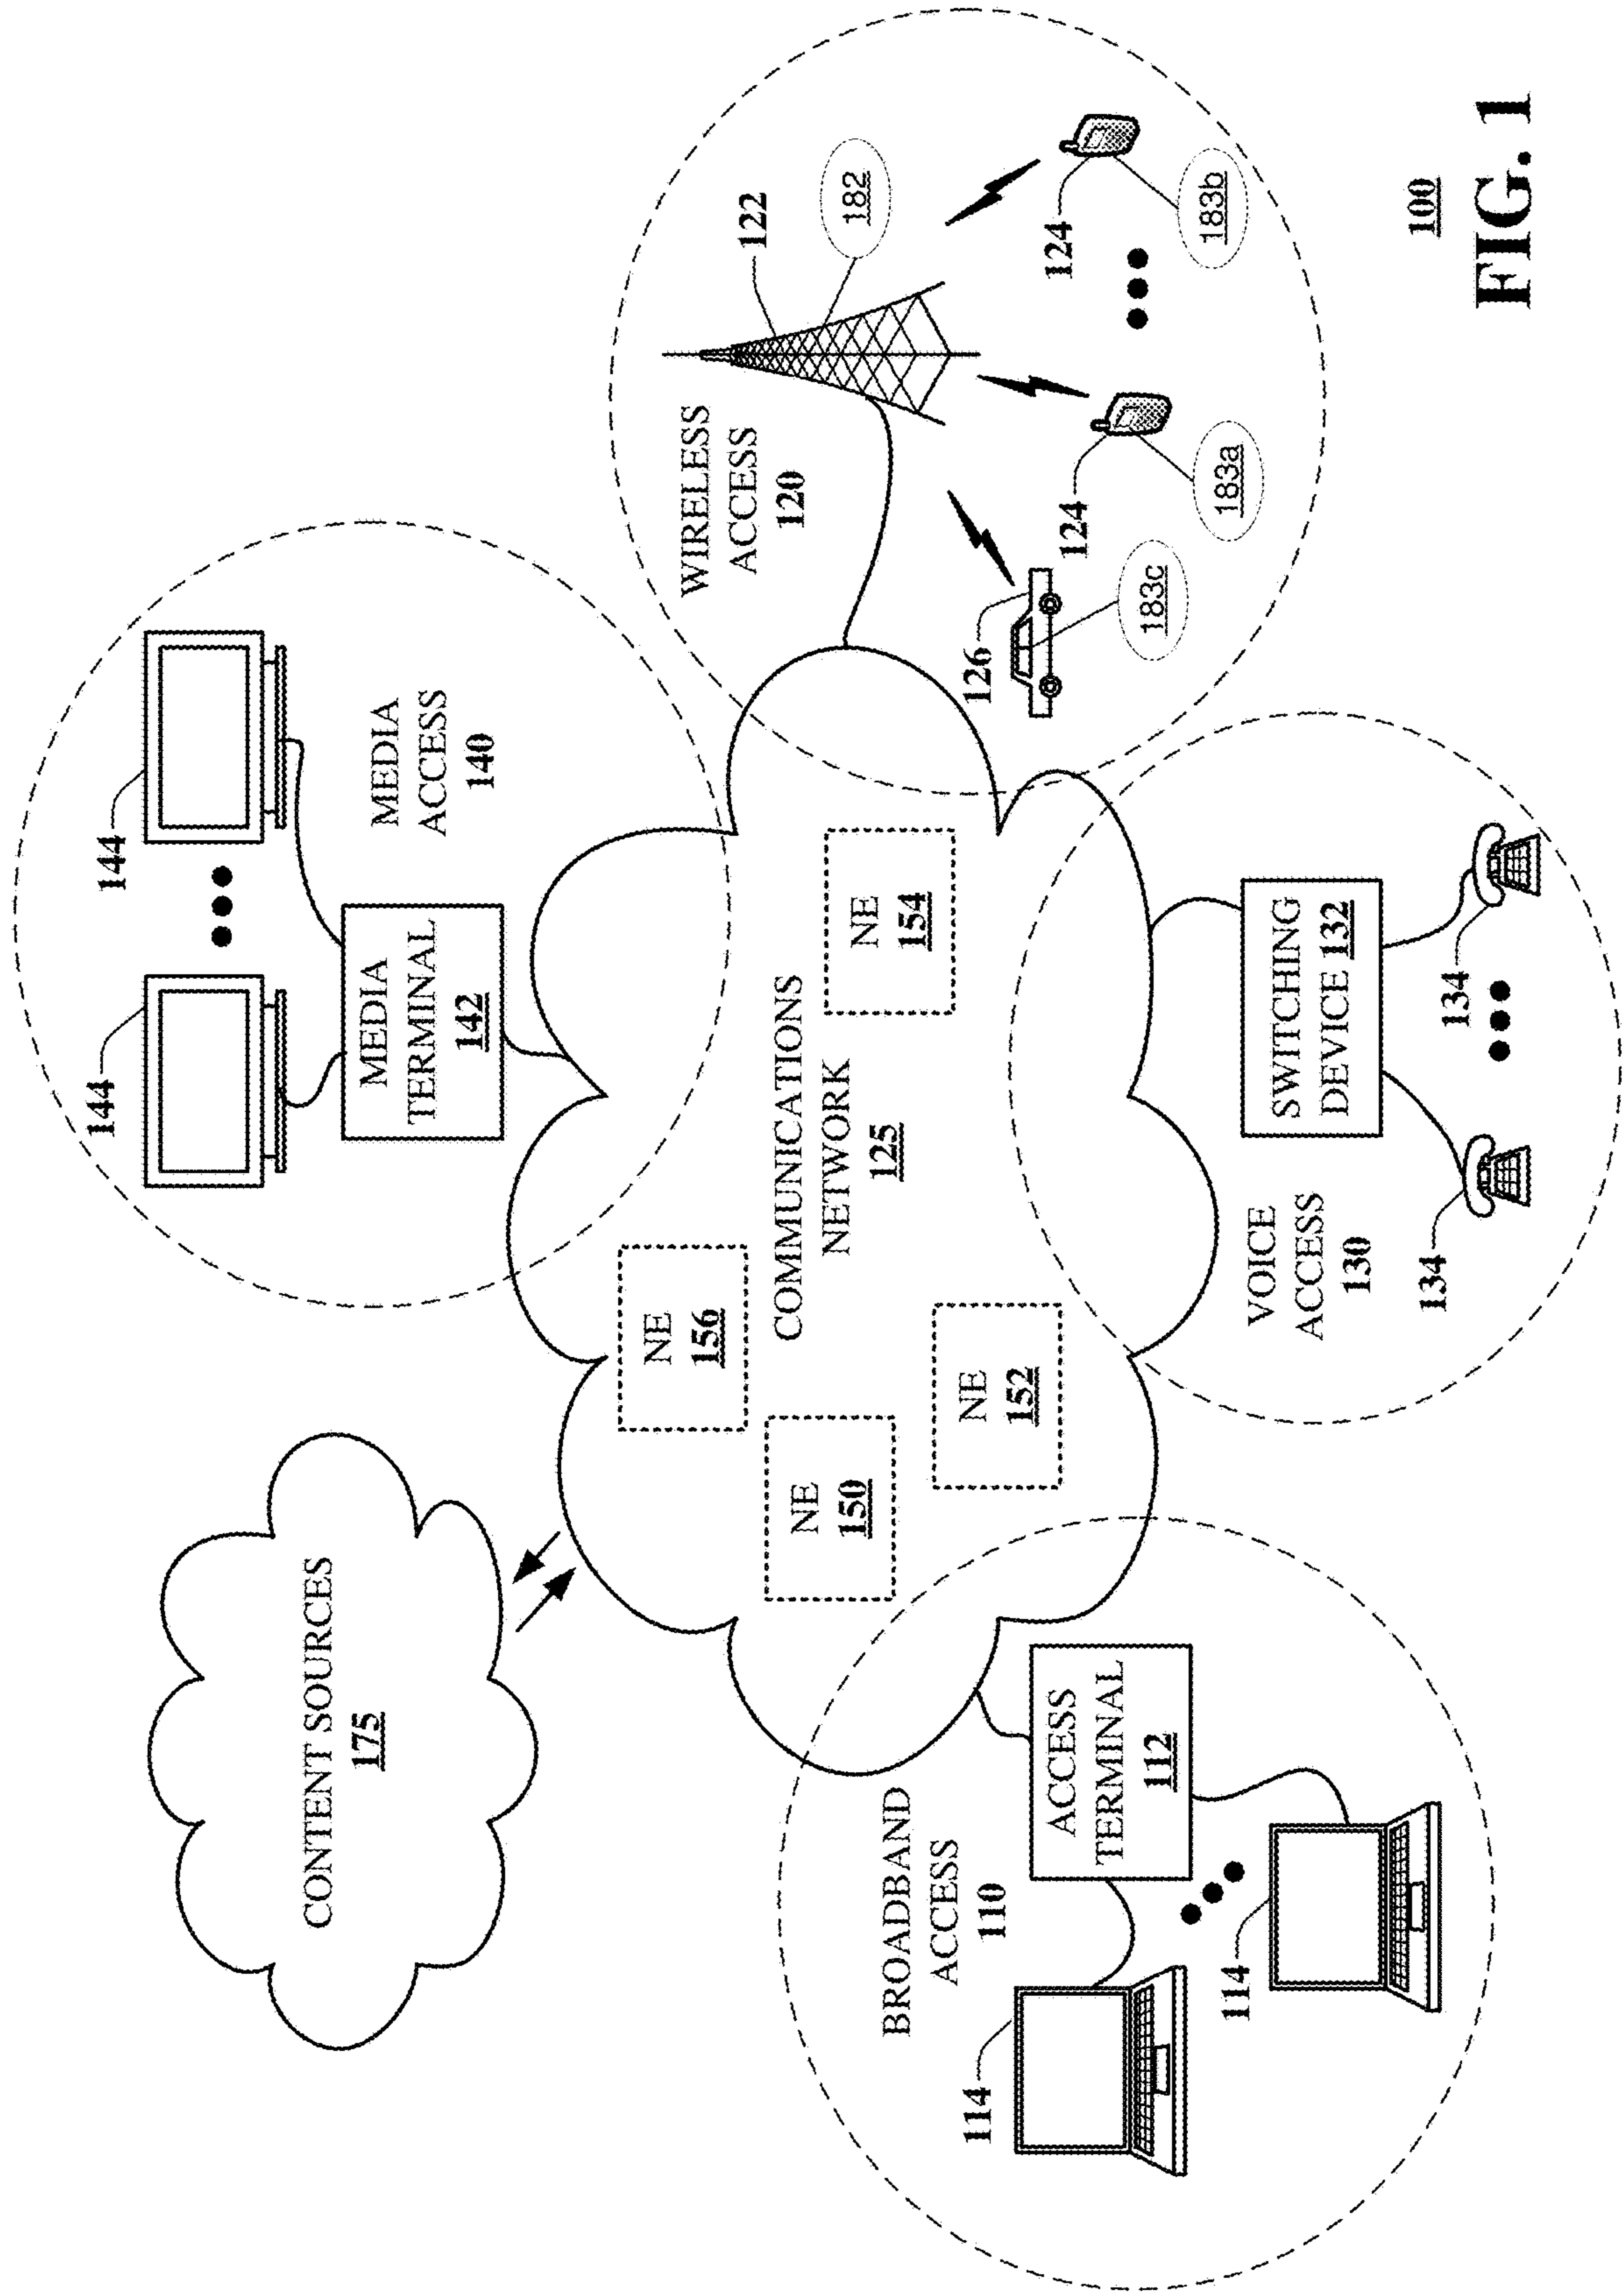 CONTENT SOURCES
175
144
144
MEDIA
TERMINAL
142
MEDIA
ACCESS
140
NE
156
NE
150
NE
152
COMMUNICATIONS
NETWORK
125
NE
154
WIRELESS
ACCESS
120
122
182
126
183c
124
183a
124
183b
BROADBAND
ACCESS
110
ACCESS
TERMINAL
112
114
114
VOICE
ACCESS
130
SWITCHING
DEVICE 132
134
134
100
FIG. 1